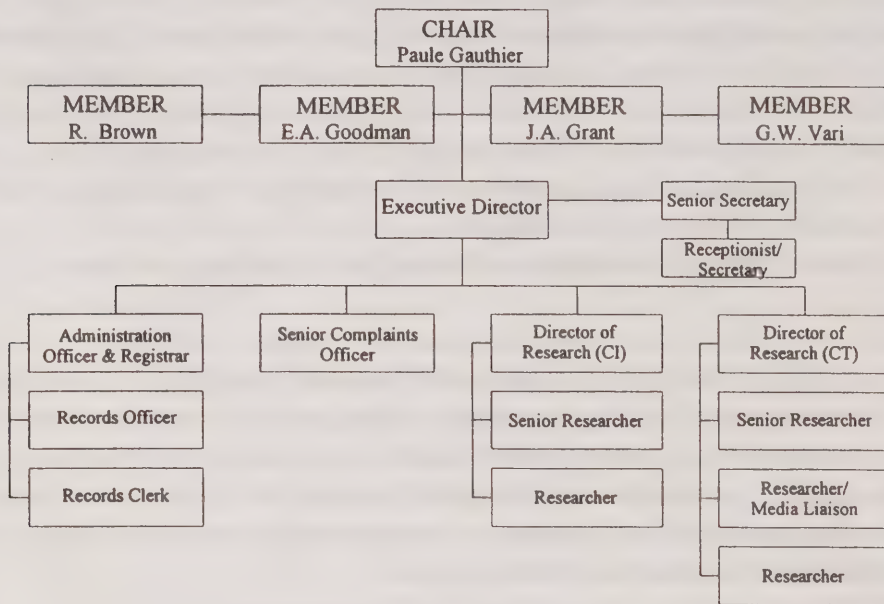 CHAIR
Paule Gauthier
MEMBER
R. Brown
MEMBER
E.A. Goodman
MEMBER
J.A. Grant
MEMBER
G.W. Vari
Executive Director
Senior Secretary
Receptionist/
Secretary
Administration
Officer & Registrar
Records Officer
Records Clerk
Senior Complaints
Officer
Director of
Research (CI)
Senior Researcher
Researcher
Director of
Research (CT)
Senior Researcher
Researcher/
Media Liaison
Researcher